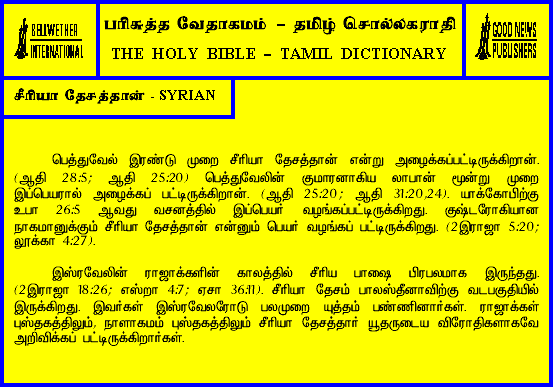 BELLWETHER
INTERNATIONAL
பரிசுத்த வேதாகமம் – தமிழ் சொல்லகராதி
THE HOLY BIBLE – TAMIL DICTIONARY
GOOD NEWS
PUBLISHERS
சீரியா தேசத்தான் - SYRIAN
பெத்துவேல் இரண்டு முறை சீரியா தேசத்தான் என்று அழைக்கப்பட்டிருக்கிறான்.
(ஆதி 28:5; ஆதி 25:20) பெத்துவேலின் குமாரனாகிய லாபான் மூன்று முறை
இப்பெயரால் அழைக்கப் பட்டிருக்கிறான். (ஆதி 25:20; ஆதி 31:20,24). யாக்கோபிற்கு
உபா 26:5 ஆவது வசனத்தில் இப்பெயர் வழங்கப்பட்டிருக்கிறது. குஷ்டரோகியான
நாகமானுக்கும் சீரியா தேசத்தான் என்னும் பெயர் வழங்கப் பட்டிருக்கிறது. (2இராஜா 5:20;
லூக்கா 4:27).
இஸ்ரவேலின் ராஜாக்களின் காலத்தில் சீரிய பாஷை பிரபலமாக இருந்தது.
(2இராஜா 18:26; எஸ்றா 4:7; ஏசா 36:11). சீரியா தேசம் பாலஸ்தீனாவிற்கு வடபகுதியில்
இருக்கிறது. இவர்கள் இஸ்ரவேலரோடு பலமுறை யுத்தம் பண்ணினார்கள். ராஜாக்கள்
புஸ்தகத்திலும், நாளாகமம் புஸ்தகத்திலும் சீரியா தேசத்தார் யூதருடைய விரோதிகளாகவே
அறிவிக்கப் பட்டிருக்கிறார்கள்.